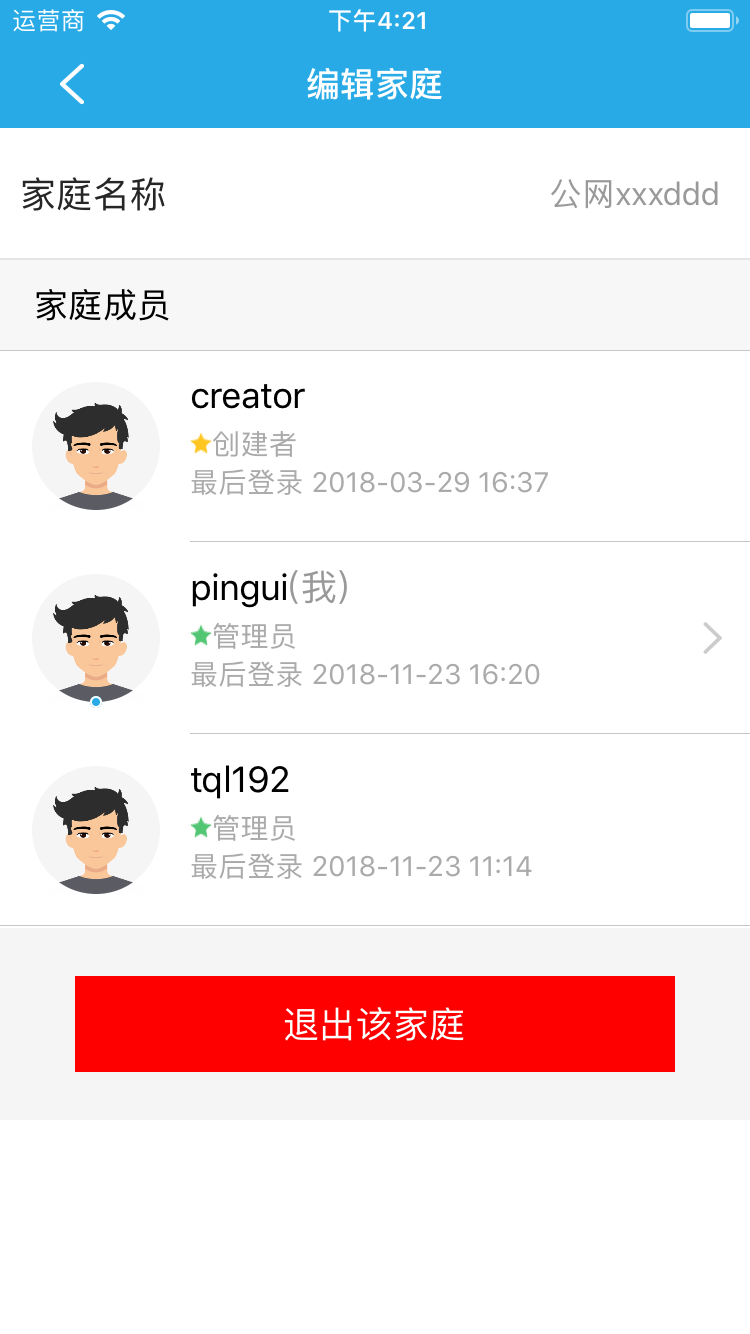 运营商 下午4:21
编辑家庭
家庭名称 公网xxxddd
家庭成员
creator
创建者
最后登录 2018-03-29 16:37
pingui(我)
管理员
最后登录 2018-11-23 16:20
tql192
管理员
最后登录 2018-11-23 11:14
退出该家庭